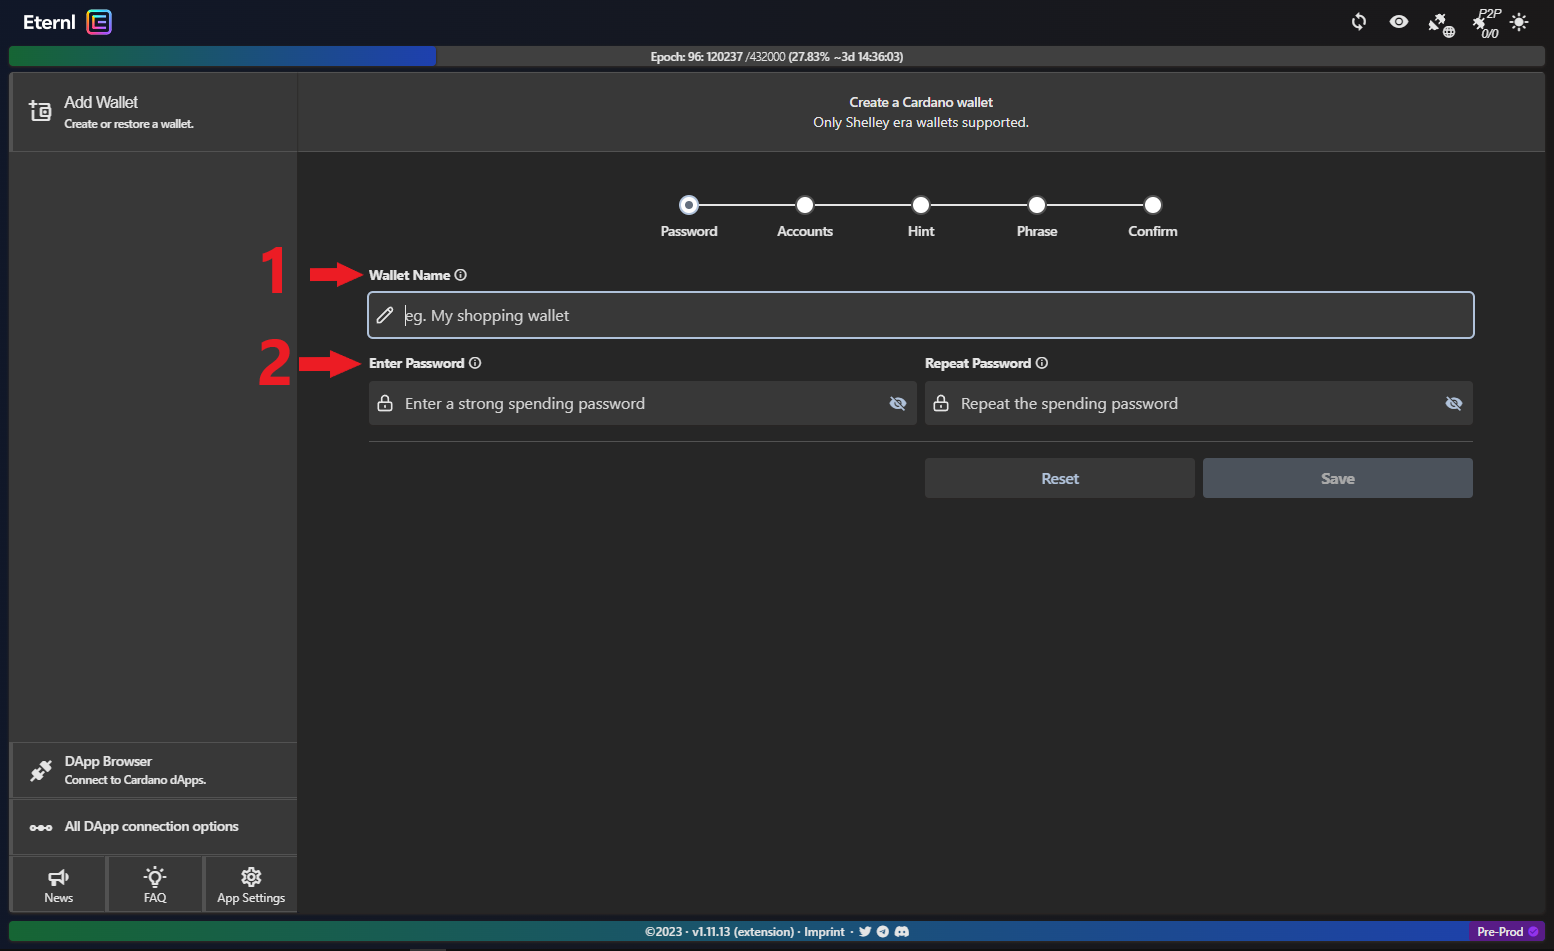 Eternl
P2P
0/0
Epoch: 96: 120237 /432000 (27.83% ~3d 14:36:03)
Add Wallet
Create or restore a wallet.
Create a Cardano wallet
Only Shelley era wallets supported.
Password Accounts Hint Phrase Confirm
1
Wallet Name
eg. My shopping wallet
2
Enter Password Repeat Password
Enter a strong spending password Repeat the spending password
Reset Save
DApp Browser
Connect to Cardano dApps.
All DApp connection options
News FAQ App Settings
©2023 · v1.11.13 (extension) · Imprint ·
Pre-Prod